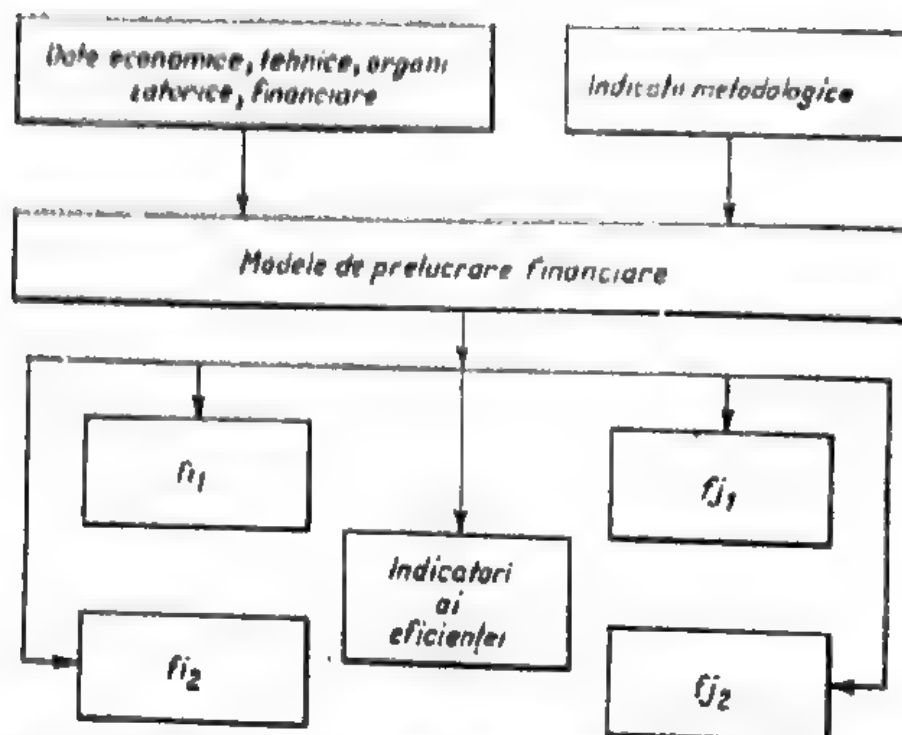 Date economice, tehnice, organi
zatorice, financiare
Indicatii metodologice
Modele de prelucrare financiare
fi1
fj1
Indicatori
ai
eficienței
fi2
fj2